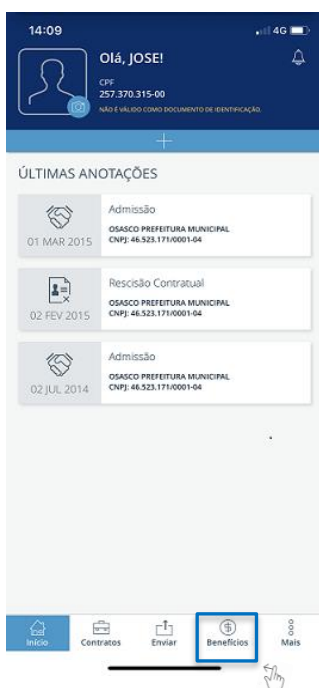 14:09
4G
Olá, JOSE!
CPF
257.370.315-00
NÃO É VÁLIDO COMO DOCUMENTO DE IDENTIFICAÇÃO.
ÚLTIMAS ANOTAÇÕES
Admissão
01 MAR 2015
OSASCO PREFEITURA MUNICIPAL
CNPJ: 46.523.171/0001-04
Rescisão Contratual
02 FEV 2015
OSASCO PREFEITURA MUNICIPAL
CNPJ: 46.523.171/0001-04
Admissão
02 JUL 2014
OSASCO PREFEITURA MUNICIPAL
CNPJ: 46.523.171/0001-04
Início
Contratos
Enviar
Benefícios
Mais